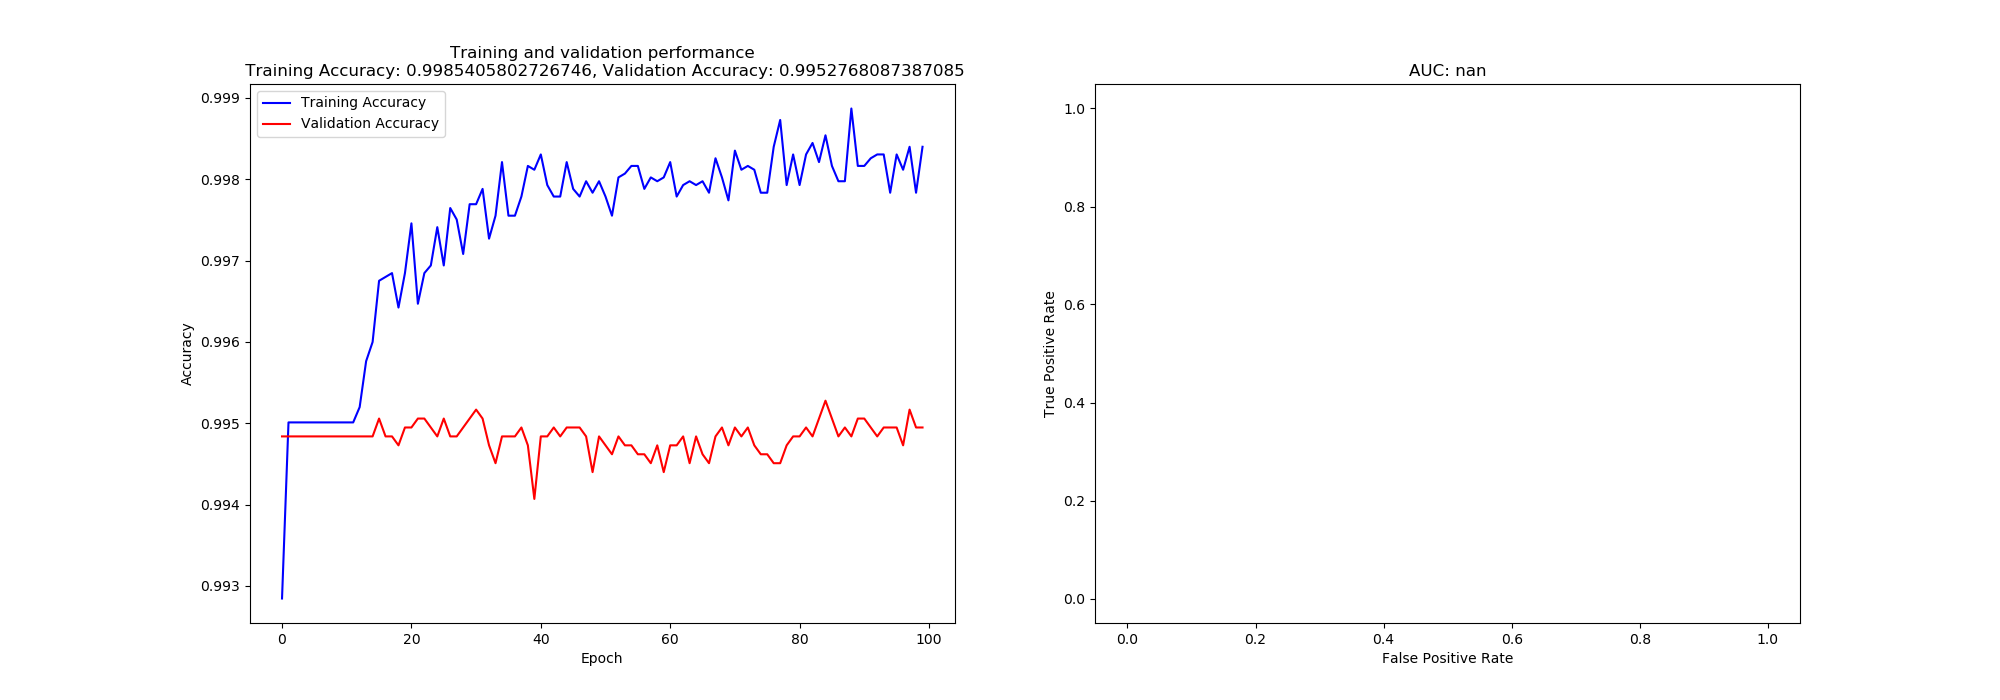 Training and validation performance
Training Accuracy: 0.9985405802726746, Validation Accuracy: 0.9952768087387085
Training Accuracy
Validation Accuracy
0.999
0.998
0.997
0.996
0.995
0.994
0.993
Accuracy
0 20 40 60 80 100
Epoch
AUC: nan
1.0
0.8
0.6
0.4
0.2
0.0
True Positive Rate
0.0 0.2 0.4 0.6 0.8 1.0
False Positive Rate